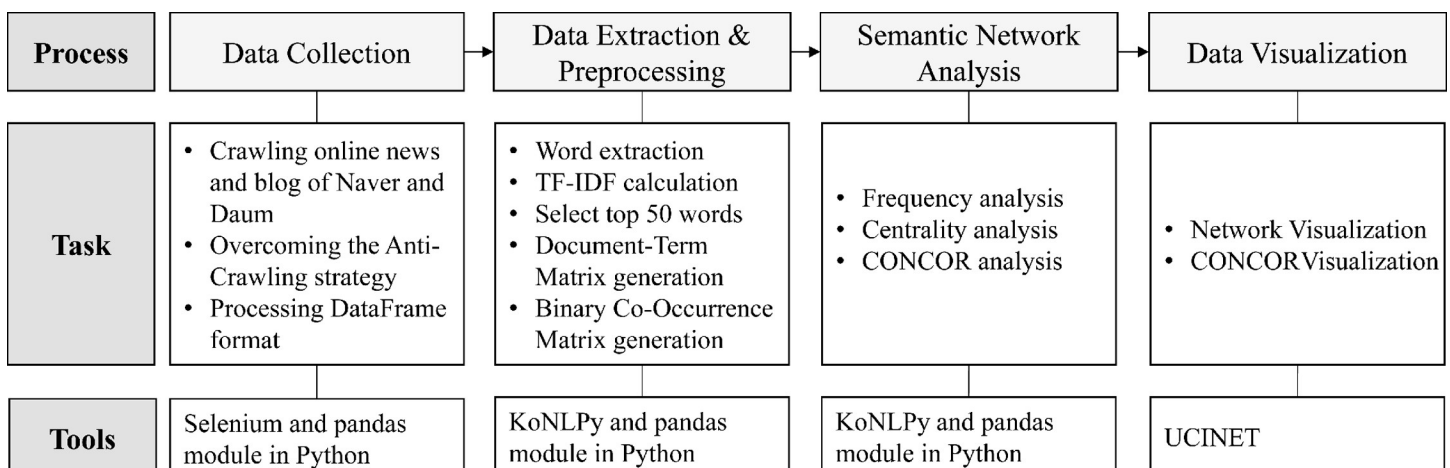 Process
Data Collection
Data Extraction &
Preprocessing
Semantic Network
Analysis
Data Visualization
Task
• Crawling online news
and blog of Naver and
Daum
• Overcoming the Anti-
Crawling strategy
• Processing DataFrame
format
• Word extraction
• TF-IDF calculation
• Select top 50 words
• Document-Term
Matrix generation
• Binary Co-Occurrence
Matrix generation
• Frequency analysis
• Centrality analysis
• CONCOR analysis
• Network Visualization
• CONCORVisualization
Tools
Selenium and pandas
module in Python
KoNLPy and pandas
module in Python
KoNLPy and pandas
module in Python
UCINET